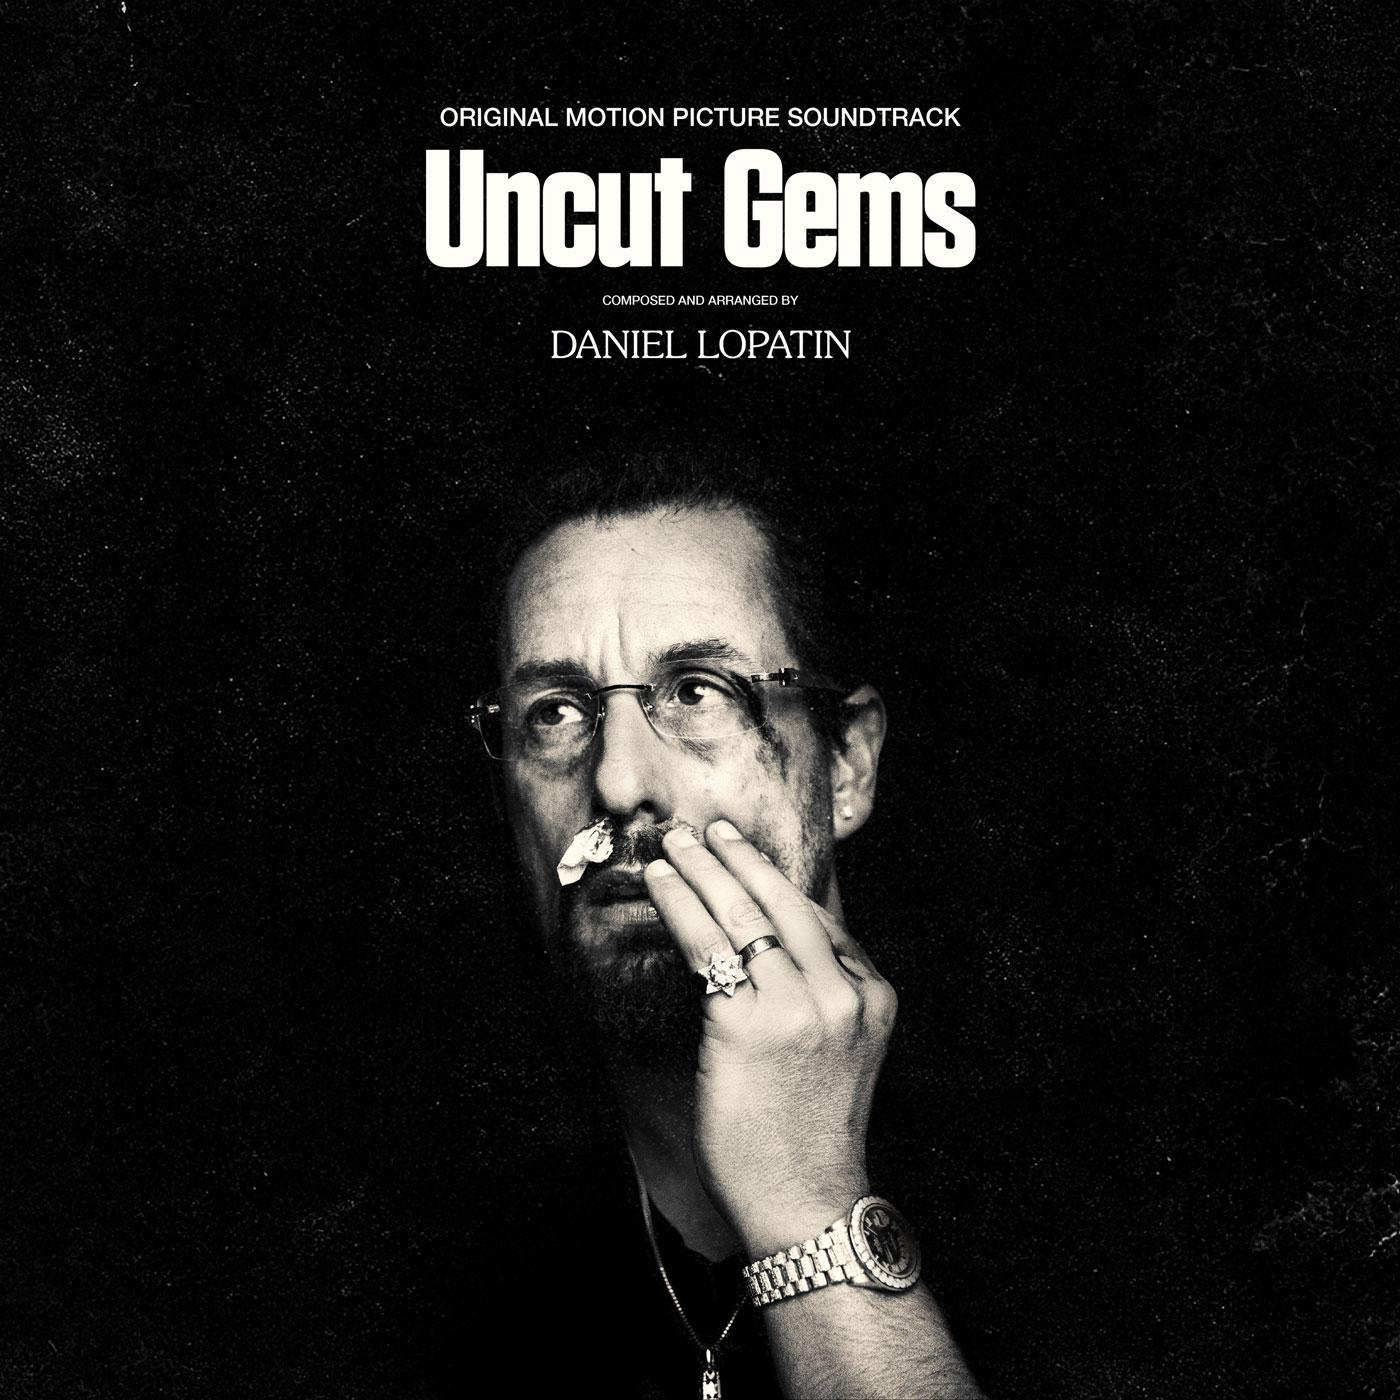 ORIGINAL MOTION PICTURE SOUNDTRACK
Uncut Gems
COMPOSED AND ARRANGED BY
DANIEL LOPATIN